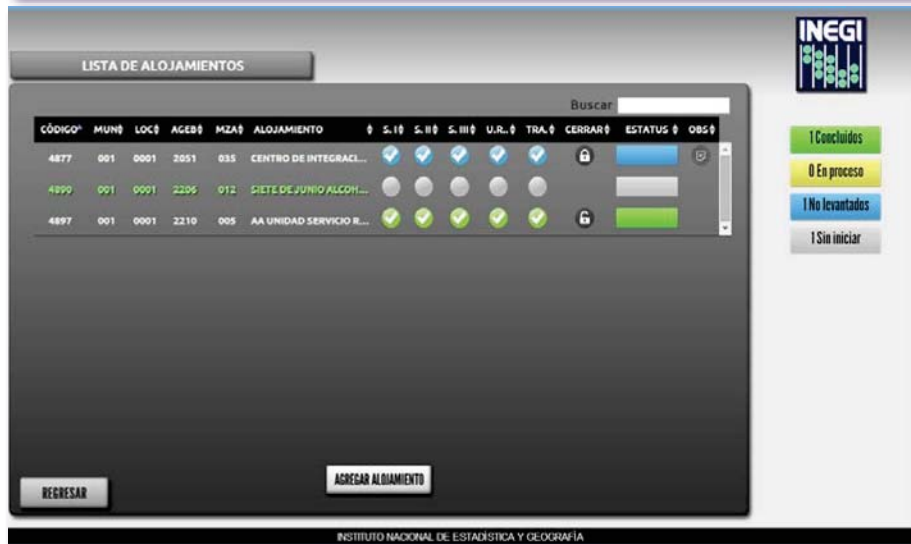 INEGI
LISTA DE ALOJAMIENTOS
Buscar
CÓDIGO MUN LOC AGEB MZA ALOJAMIENTO S. I S. II S. III U.R.. TRA. CERRAR ESTATUS OBS
4877 001 0001 2051 035 CENTRO DE INTEGRACI...
4890 001 0001 2206 012 SIETE DE JUNIO ALCOH...
4897 001 0001 2210 005 AA UNIDAD SERVICIO R...
1 Concluidos
0 En proceso
1 No levantados
1 Sin iniciar
AGREGAR ALOJAMIENTO
REGRESAR
INSTITUTO NACIONAL DE ESTADÍSTICA Y GEOGRAFÍA